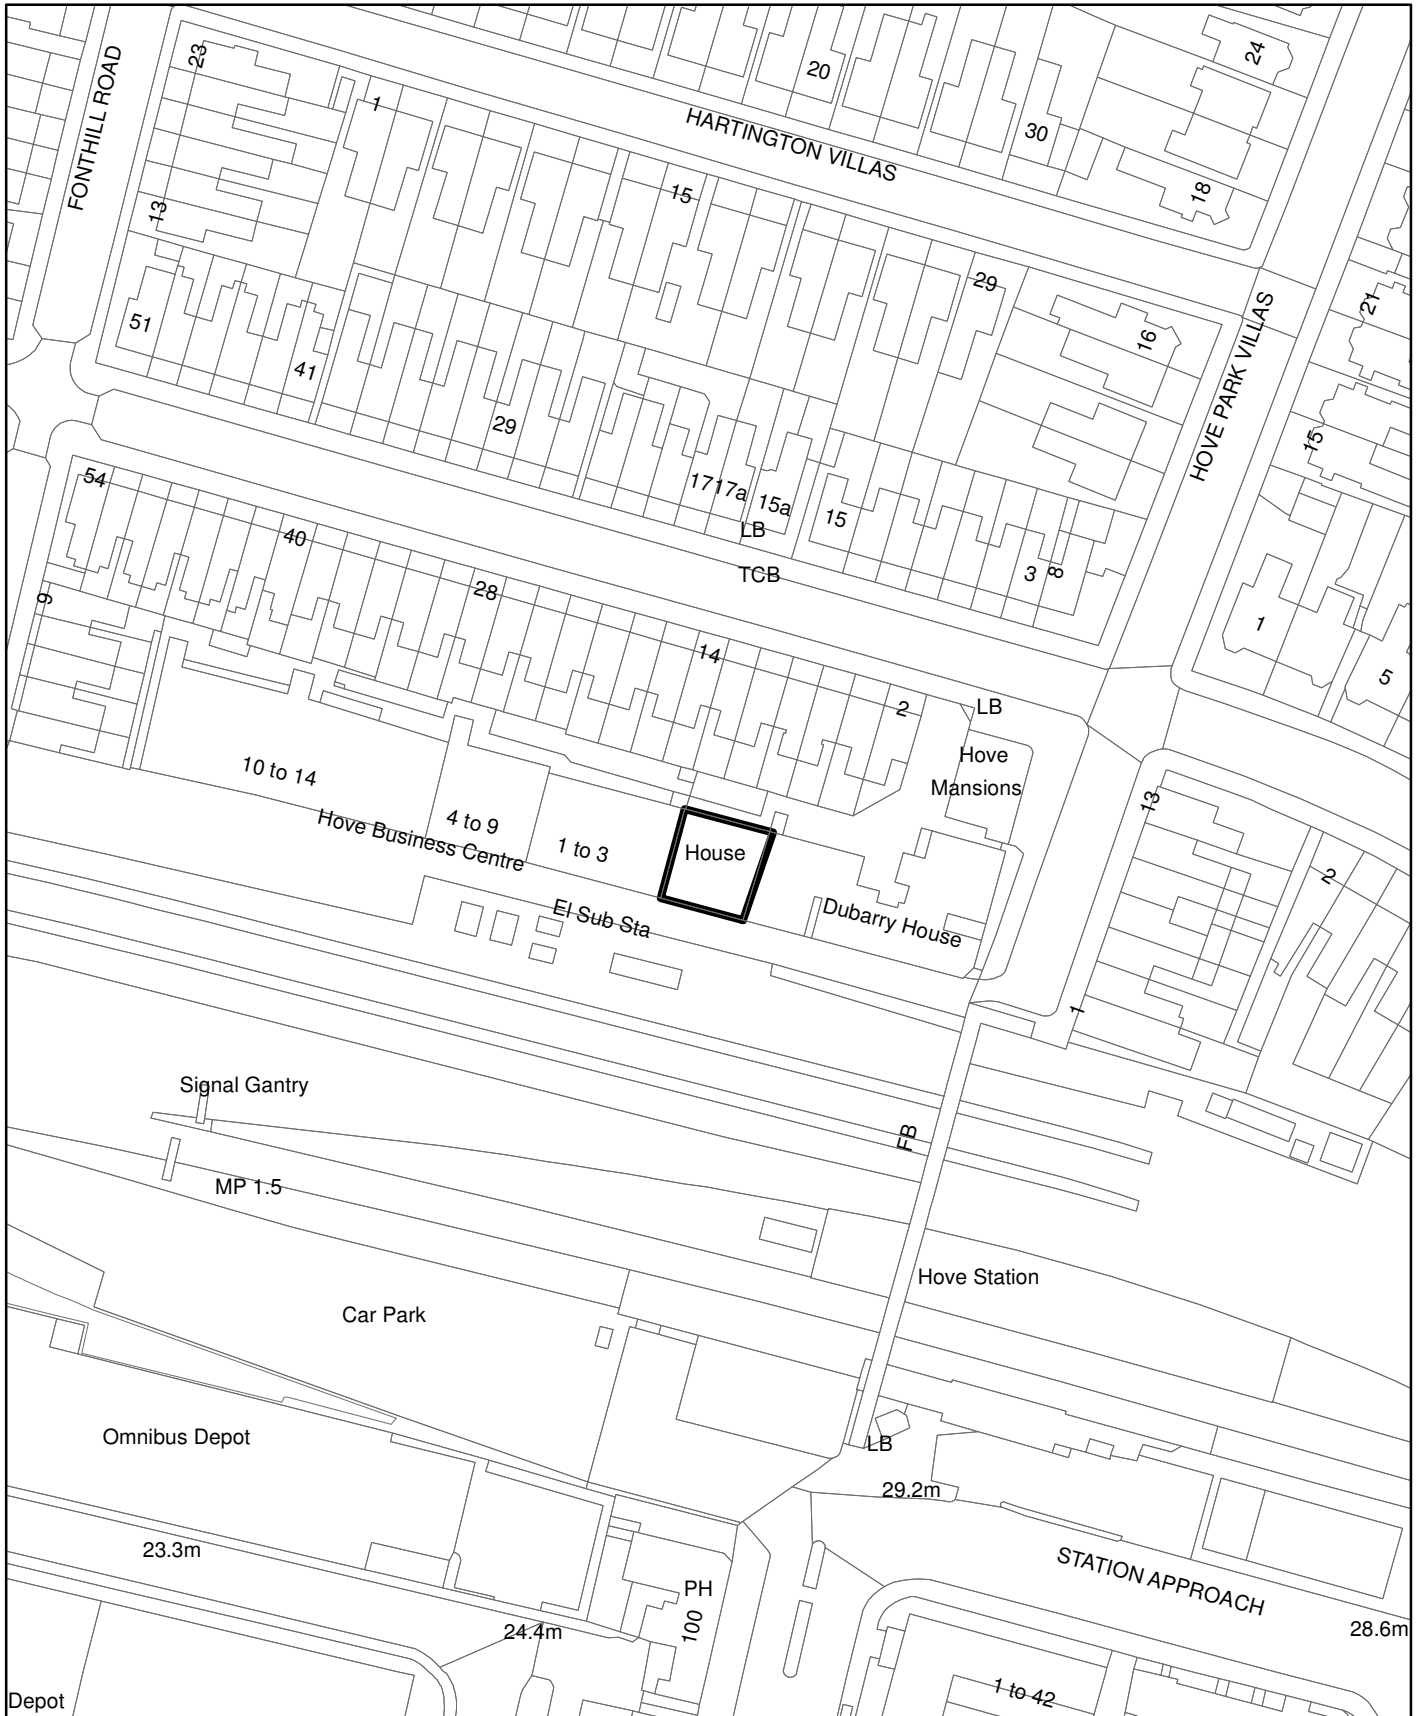 FONTHILL ROAD
23
1
20
24
HARTINGTON VILLAS
30
15
18
13
29
51
41
16
21
HOVE PARK VILLAS
29
15
17
17a
15a
15
LB
TCB
3
8
54
40
28
14
2
9
1
5
LB
Hove
Mansions
10 to 14
4 to 9
1 to 3
Hove Business Centre
House
13
2
El Sub Sta
Dubarry House
1
Signal Gantry
MP 1.5
FB
Hove Station
Car Park
Omnibus Depot
LB
29.2m
23.3m
STATION APPROACH
PH
100
24.4m
28.6m
Depot
1 to 42